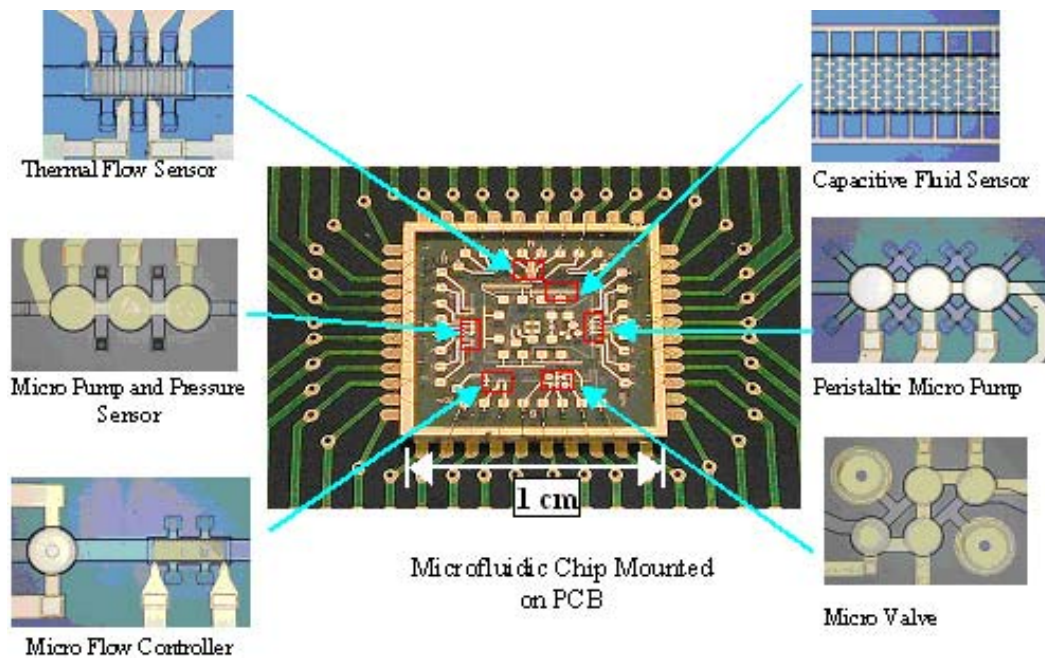 Thermal Flow Sensor
Capacitive Fluid Sensor
Micro Pump and Pressure
Sensor
Peristaltic Micro Pump
1 cm
Microfluidic Chip Mounted
on PCB
Micro Flow Controller
Micro Valve